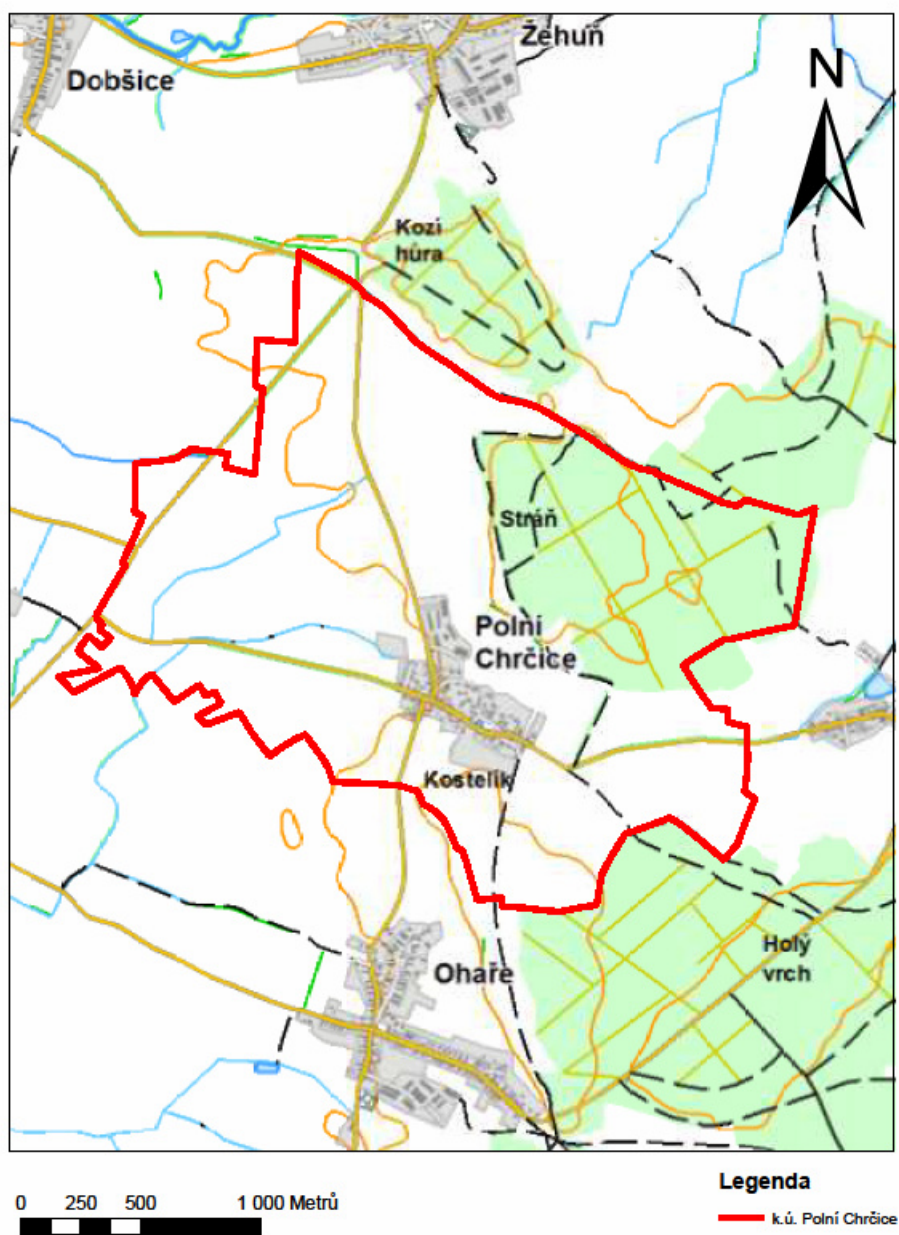 Žehuň
Dobšice
N
Kozí
hůra
Stráň
Polní
Chrčice
Kostelík
Holý
vrch
Ohaře
0 250 500 1 000 Metrů
Legenda
k.ú. Polní Chrčice